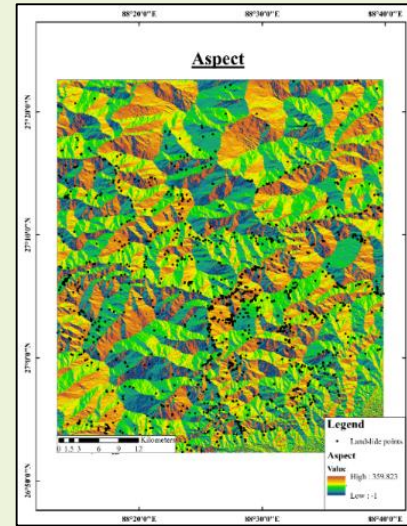 88°20'0"E 88°30'0"E 88°40'0"E
Aspect
27°20'0"N
27°10'0"N
27°0'0"N
26°50'0"N
Kilometers
0 1.5 3 6 9 12
Legend
Landslide points
Aspect
Value
High : 359.823
Low : -1
88°20'0"E 88°30'0"E 88°40'0"E